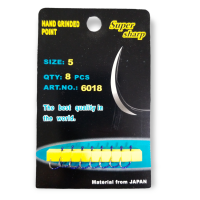 HAND GRINDED
POINT
Super
sharp
SIZE: 5
QTY: 8 PCS
ART.NO.: 6018
The best quality in
the world.
Material from JAPAN